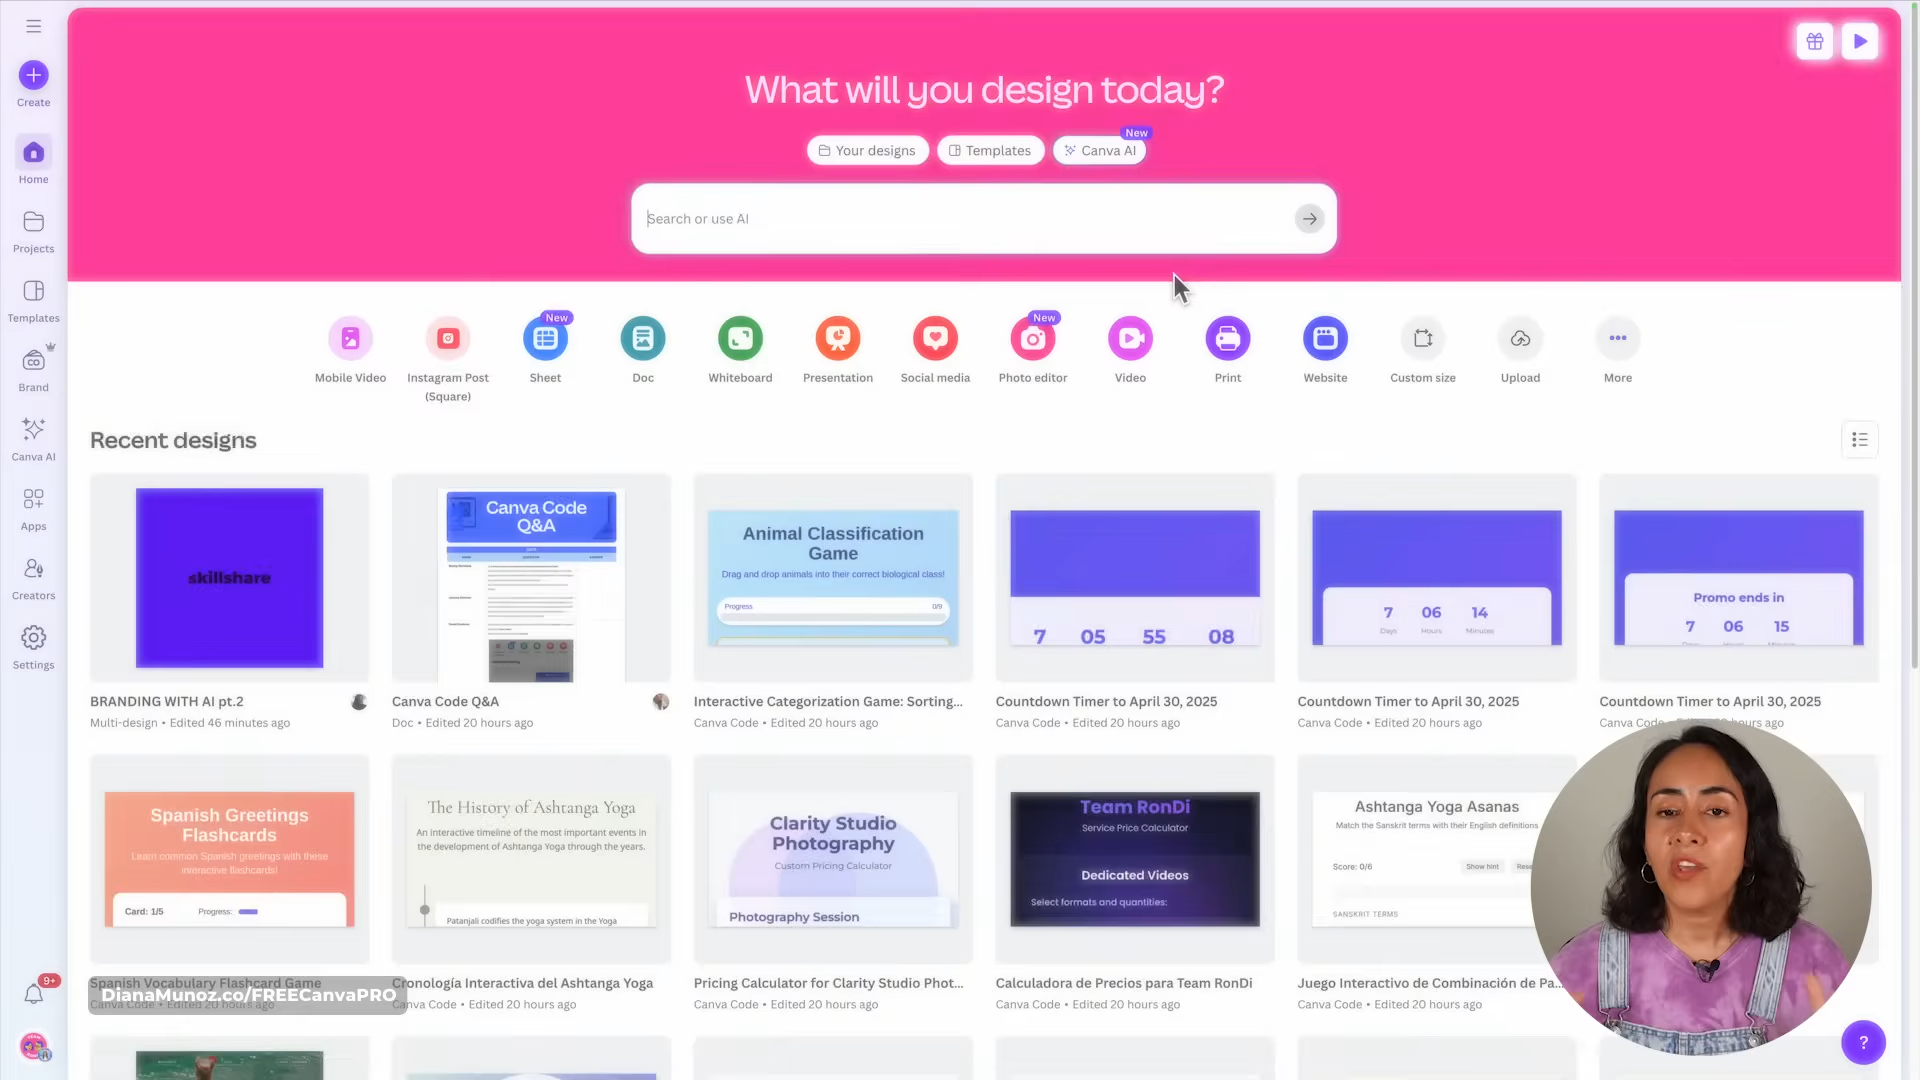 What will you design today?
New
Your designs
Templates
Canva AI
Search or use AI
Create
Home
Projects
Templates
Brand
Canva AI
Apps
Creators
Settings
9+
Mobile Video
Instagram Post
(Square)
New
Sheet
Doc
Whiteboard
Presentation
Social media
New
Photo editor
Video
Print
Website
Custom size
Upload
More
Recent designs
skillshare
BRANDING WITH AI pt.2
Multi-design • Edited 46 minutes ago
Canva Code
Q&A
Canva Code Q&A
Doc • Edited 20 hours ago
Animal Classification
Game
Drag and drop animals into their correct biological class!
Progress 0/9
Interactive Categorization Game: Sorting...
Canva Code • Edited 20 hours ago
7 05 55 08
Countdown Timer to April 30, 2025
Canva Code • Edited 20 hours ago
7 06 14
Days Hours Minutes
Countdown Timer to April 30, 2025
Canva Code • Edited 20 hours ago
Promo ends in
7 06 15
Countdown Timer to April 30, 2025
Canva Code • Edited 20 hours ago
Spanish Greetings
Flashcards
Learn common Spanish greetings with these
interactive flashcards!
Card: 1/5 Progress:
Spanish Vocabulary Flashcard Game
Canva Code • Edited 20 hours ago
DianaMunoz.co/FREECanvaPRO
The History of Ashtanga Yoga
An interactive timeline of the most important events in
the development of Ashtanga Yoga through the years.
Patanjali codifies the yoga system in the Yoga
Cronología Interactiva del Ashtanga Yoga
Canva Code • Edited 20 hours ago
Clarity Studio
Photography
Custom Pricing Calculator
Photography Session
Pricing Calculator for Clarity Studio Phot...
Canva Code • Edited 20 hours ago
Team RonDi
Service Price Calculator
Dedicated Videos
Select formats and quantities:
Calculadora de Precios para Team RonDi
Canva Code • Edited 20 hours ago
Ashtanga Yoga Asanas
Match the Sanskrit terms with their English definitions
Score: 0/6 Show hint
SANSKRIT TERMS
Juego Interactivo de Combinación de Pa...
Canva Code • Edited 20 hours ago
?